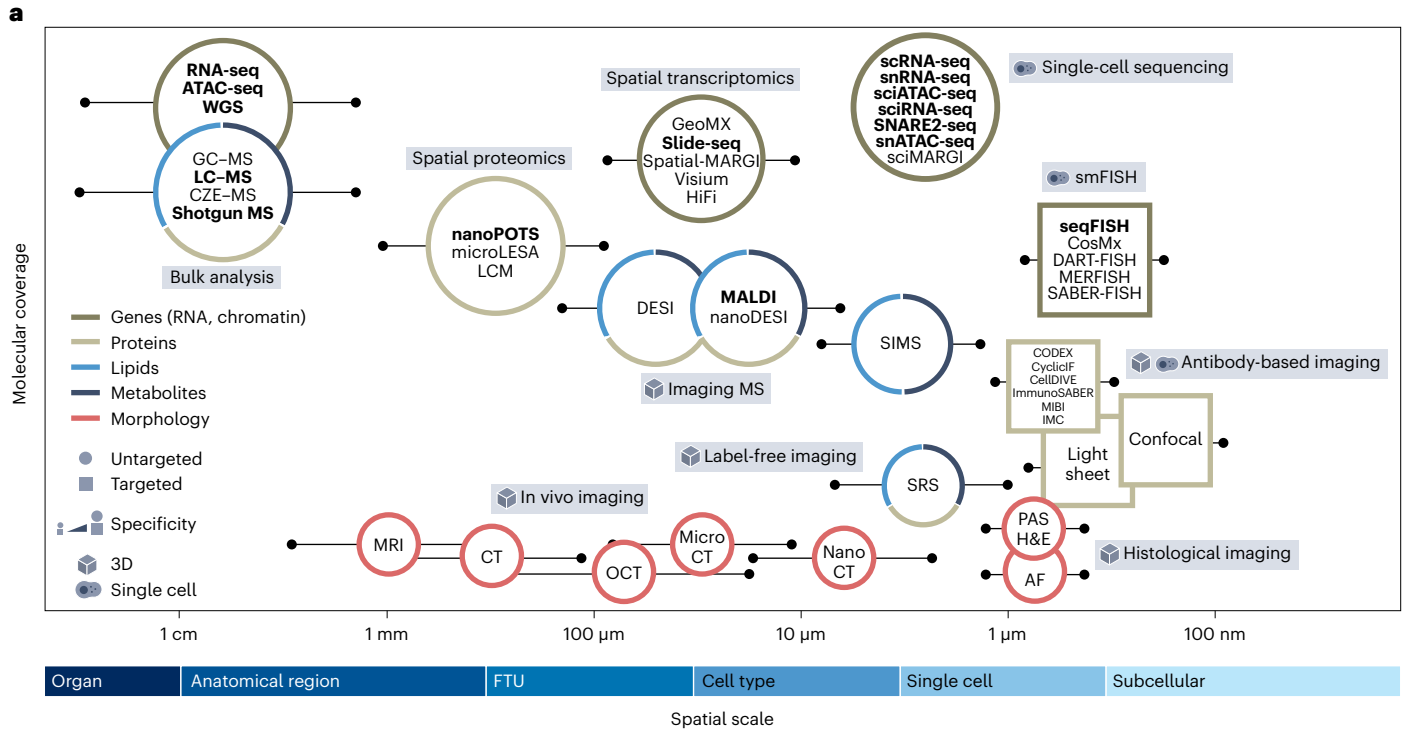 a
RNA-seq
ATAC-seq
WGS
GC–MS
LC–MS
CZE–MS
Shotgun MS
Bulk analysis
Spatial proteomics
nanoPOTS
microLESA
LCM
Spatial transcriptomics
GeoMX
Slide-seq
Spatial-MARGI
Visium
HiFi
scRNA-seq
snRNA-seq
sciATAC-seq
sciRNA-seq
SNARE2-seq
snATAC-seq
sciMARGI
Single-cell sequencing
smFISH
seqFISH
CosMx
DART-FISH
MERFISH
SABER-FISH
DESI
MALDI
nanoDESI
Imaging MS
SIMS
CODEX
CyclicIF
CellDIVE
ImmunoSABER
MIBI
IMC
Antibody-based imaging
Light
sheet
Confocal
Label-free imaging
SRS
In vivo imaging
MRI
CT
OCT
Micro
CT
Nano
CT
PAS
H&E
AF
Histological imaging
Genes (RNA, chromatin)
Proteins
Lipids
Metabolites
Morphology
Untargeted
Targeted
Specificity
3D
Single cell
Molecular coverage
1 cm
1 mm
100 µm
10 µm
1 µm
100 nm
Organ
Anatomical region
FTU
Cell type
Single cell
Subcellular
Spatial scale